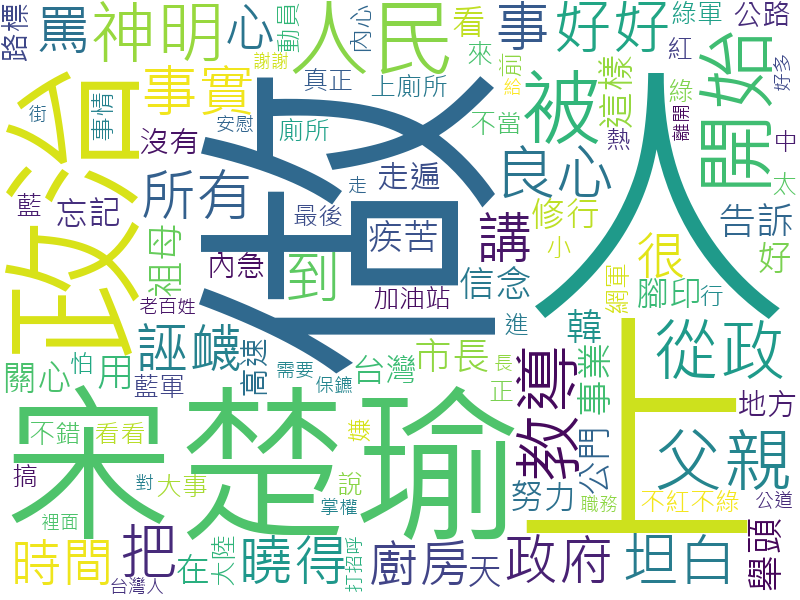 路標
罵
神明
心
動員
謝謝
內心
人民
看
來
事
前
裕
好好
綠軍
紅
公路
好多
街
政治
事情
事實
沒有
安慰
廁所
真正
上廁所
做
人
被
不當
這樣
綠
熱
離開
開始
中
太
藍
忘記
所有
祖母
走
走遍
最後
疾苦
良心
講
修行
小
告訴
很
好
內急
到
加油站
信念
網軍
腳印
行
老百姓
誣衊
高速
需要
保鑣
進
台灣
市長
長
正
韓
從政
關心
怕
用
藍軍
宋楚瑜
教導
事業
上
地方
不錯
看看
嫌
公門
父親
搞
對
大事
說
掌權
努力
職務
不紅不綠
公道
舉頭
裡面
時間
把
台灣人
在
大陸
曉得
打招呼
廚房
天
政府
坦白